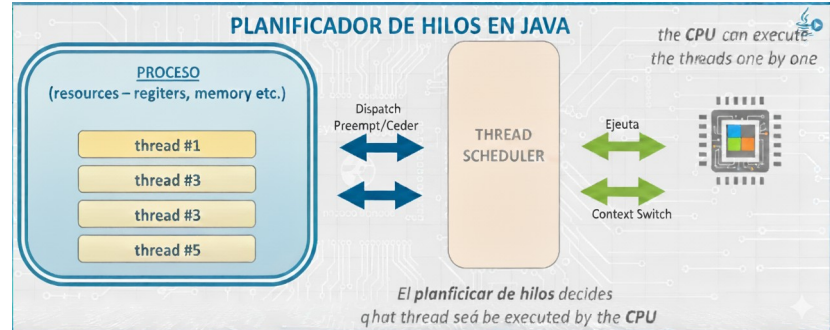 PLANIFICADOR DE HILOS EN JAVA
the CPU can execute
the threads one by one
PROCESO
(resources – regiters, memory etc.)
thread #1
thread #3
thread #3
thread #5
Dispatch
Preempt/Ceder
THREAD
SCHEDULER
Ejeuta
Context Switch
El planficicar de hilos decides
qhat thread seá be executed by the CPU